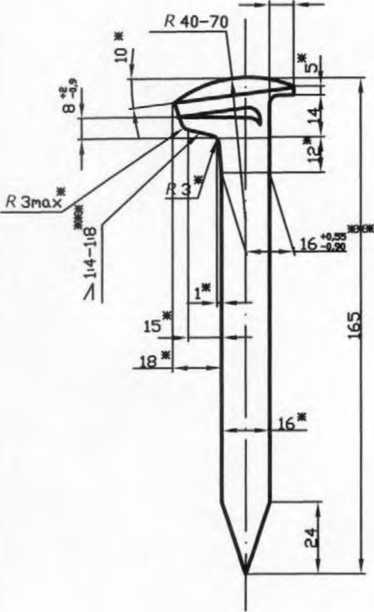 R 40-70
10*
5*
8 +2 -0,9
14
12*
R 3max*
R 3*
1:4-1:8 ***
16 +0,55 -0,90 ***
1*
165
15*
18*
16*
24